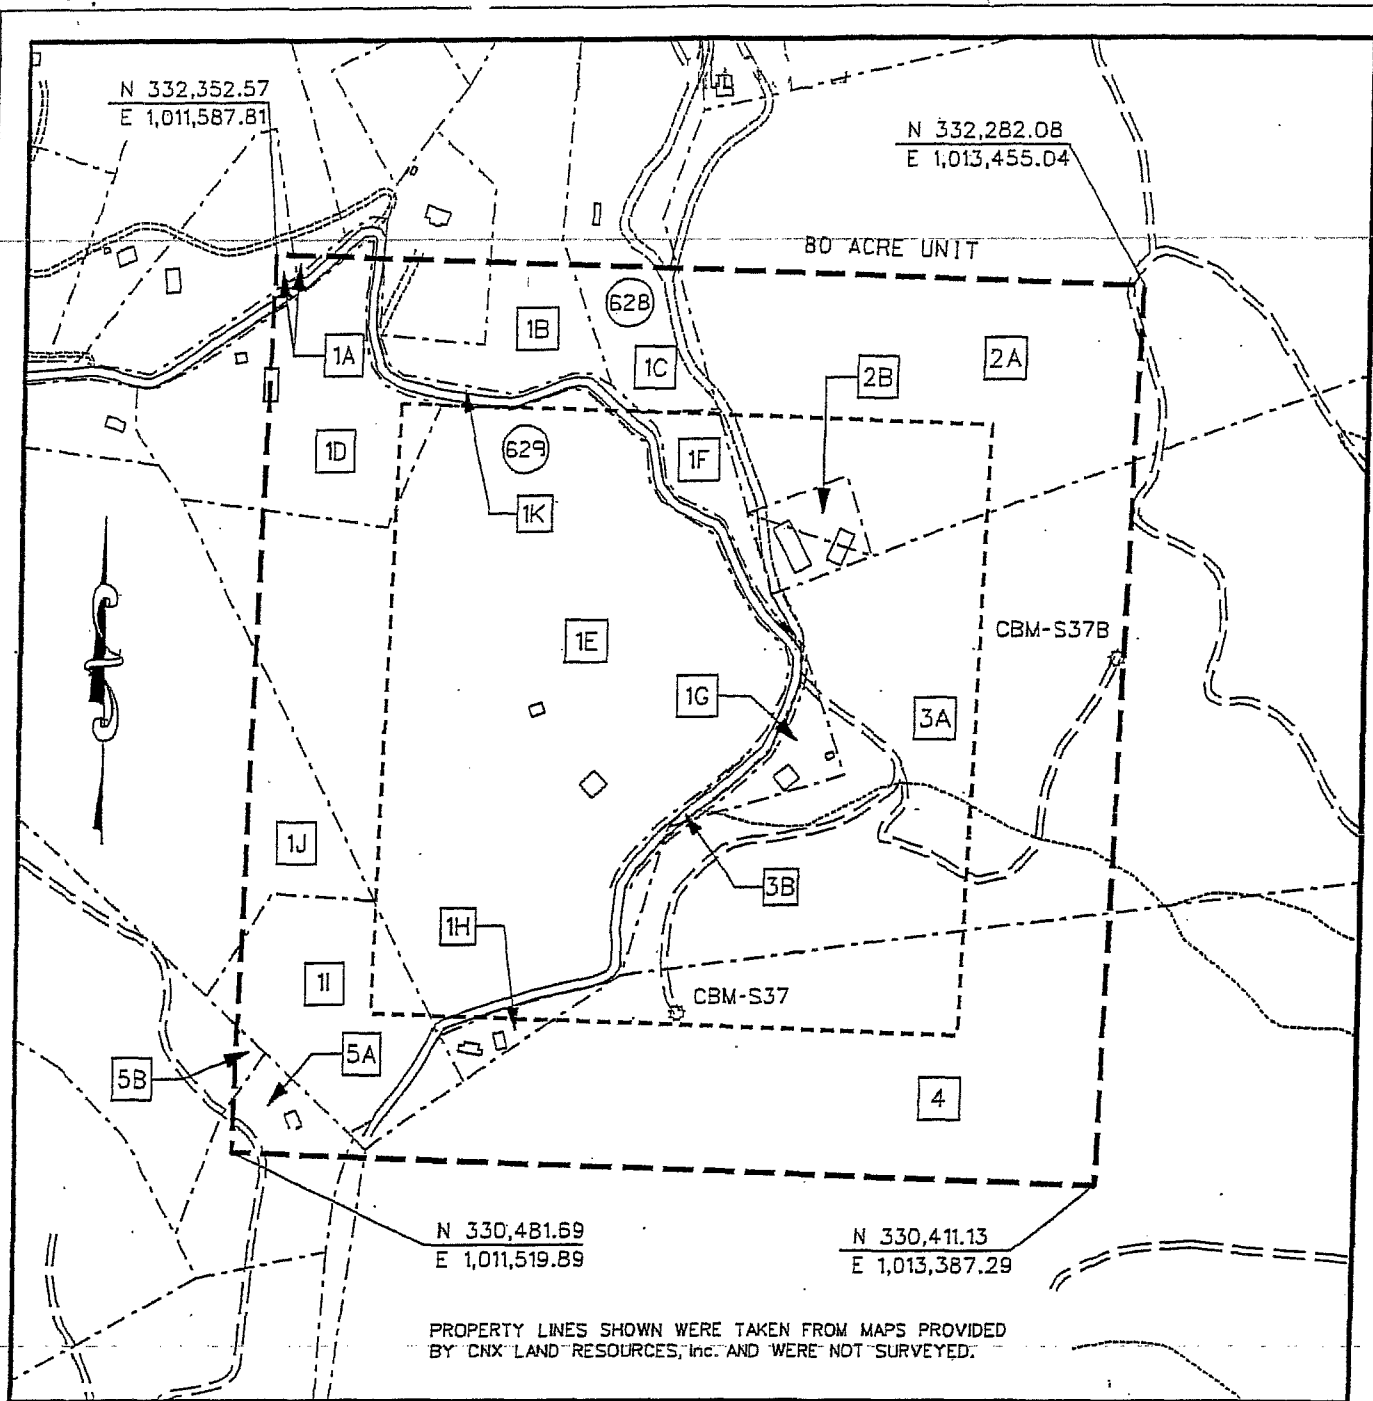 N 332,352.57
E 1,011,587.81
N 332,282.08
E 1,013,455.04
80 ACRE UNIT
628
1B
1A
1C
2B
2A
1D
629
1F
1K
1E
CBM-S37B
1G
3A
1J
3B
1H
1I
CBM-S37
5A
5B
4
N 330,481.69
E 1,011,519.89
N 330,411.13
E 1,013,387.29
PROPERTY LINES SHOWN WERE TAKEN FROM MAPS PROVIDED
BY CNX LAND RESOURCES, Inc. AND WERE NOT SURVEYED.